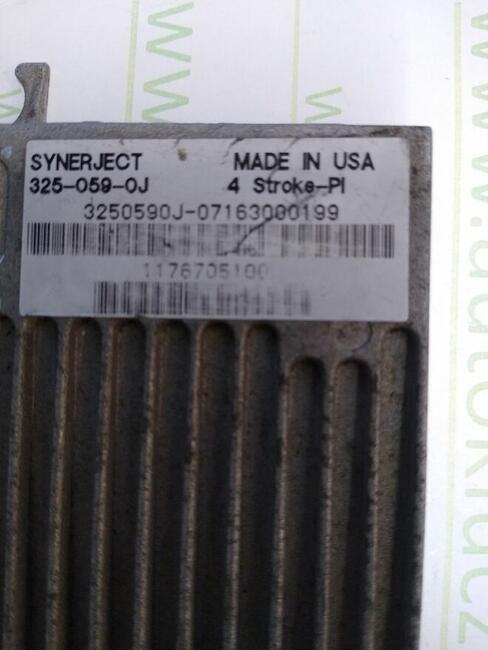 SYNERJECT MADE IN USA
325-059-0J 4 Stroke-PI
3250590J-07163000199
1176705100